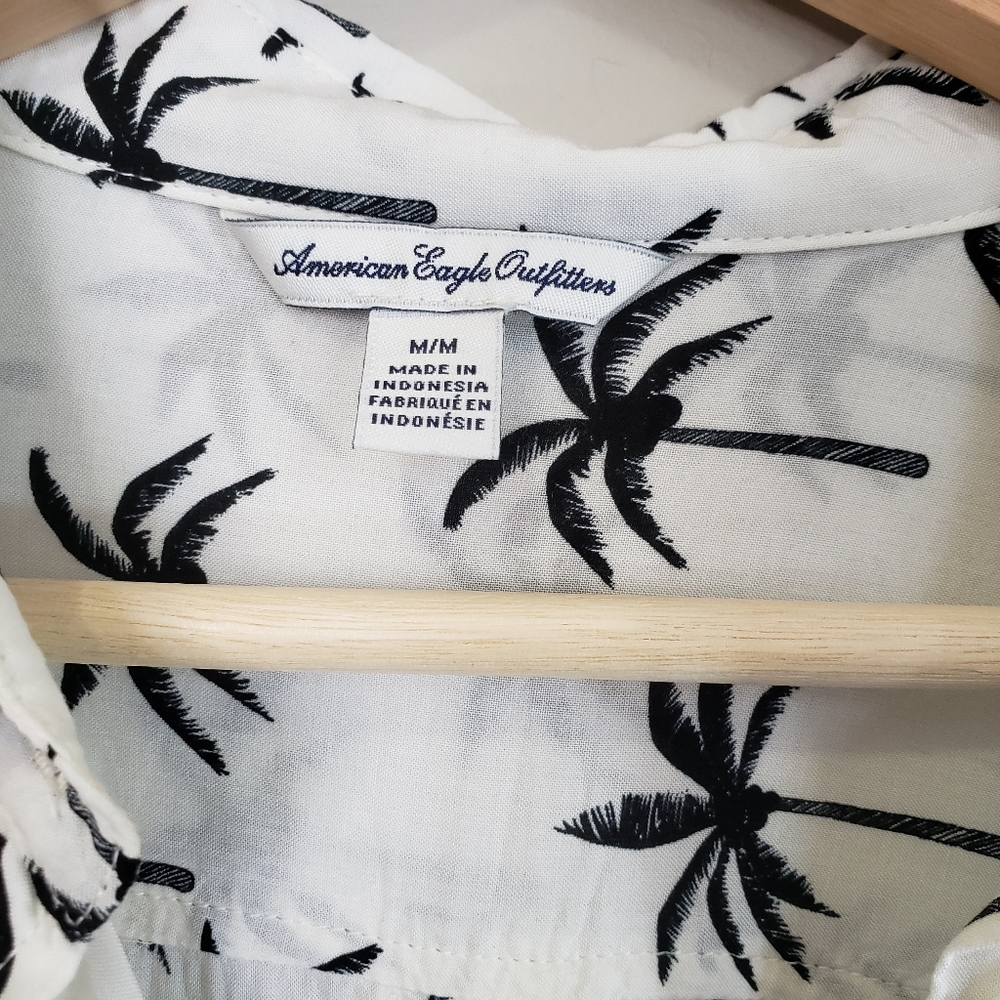 American Eagle Outfitters
M/M
MADE IN
INDONESIA
FABRIQUÉ EN
INDONÉSIE